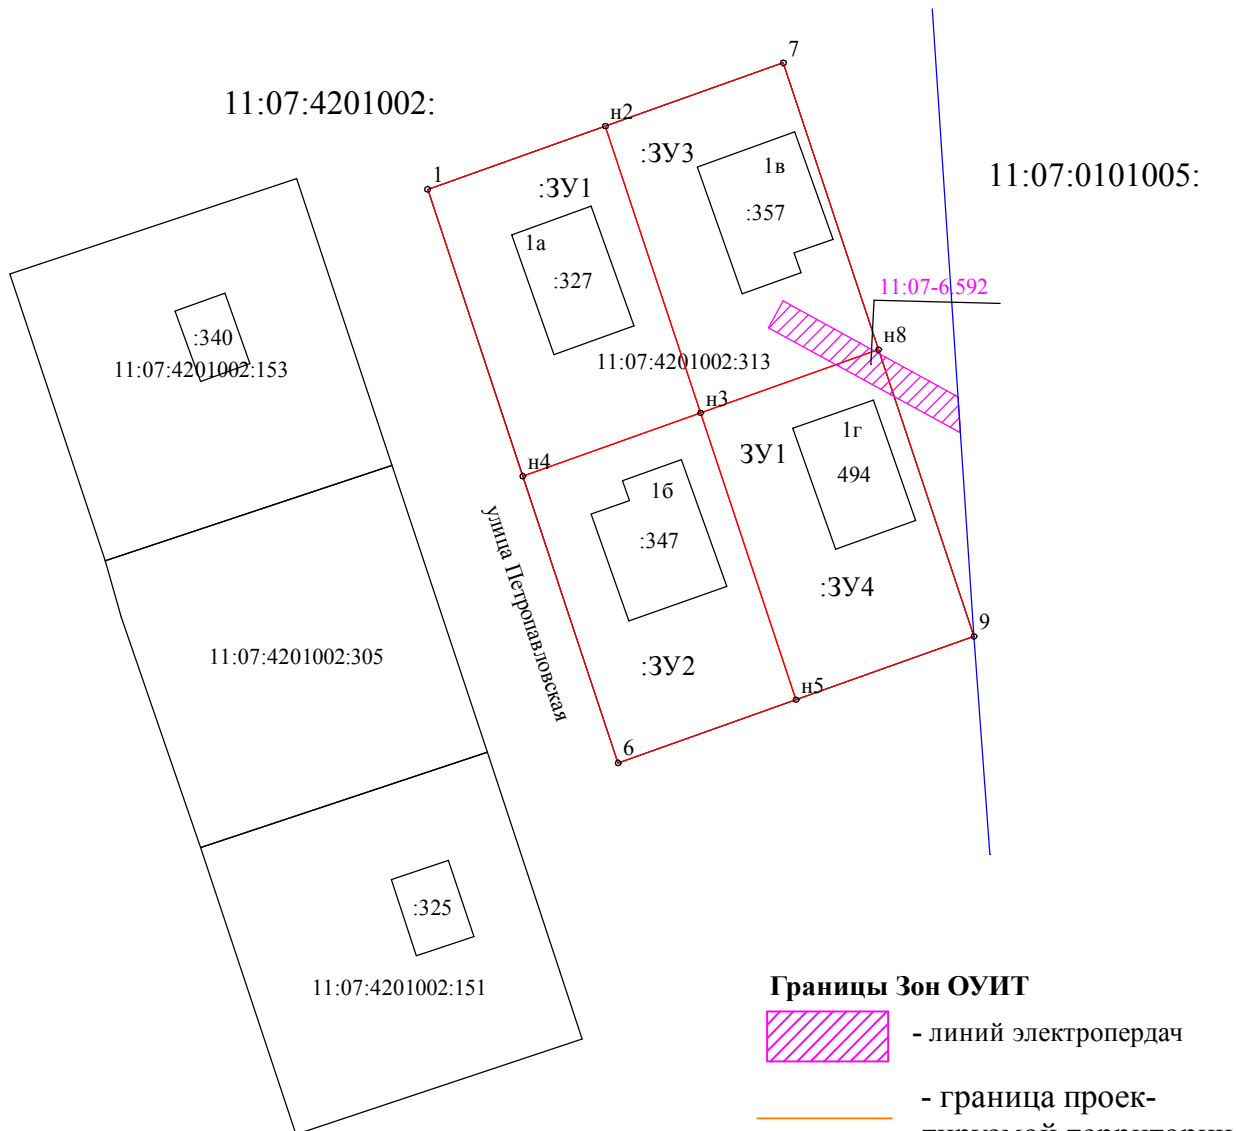 7
11:07:4201002:
н2
:ЗУ3
1в
11:07:0101005:
1
:ЗУ1
:357
1а
:327
11:07-6.592
:340
11:07:4201002:153
11:07:4201002:313
н8
н3
1г
н4
ЗУ1
494
1б
:347
улица Петропавловская
:ЗУ4
9
11:07:4201002:305
:ЗУ2
н5
6
:325
11:07:4201002:151
Границы Зон ОУИТ
- линий электропердач
- граница проек-
тируемой территории